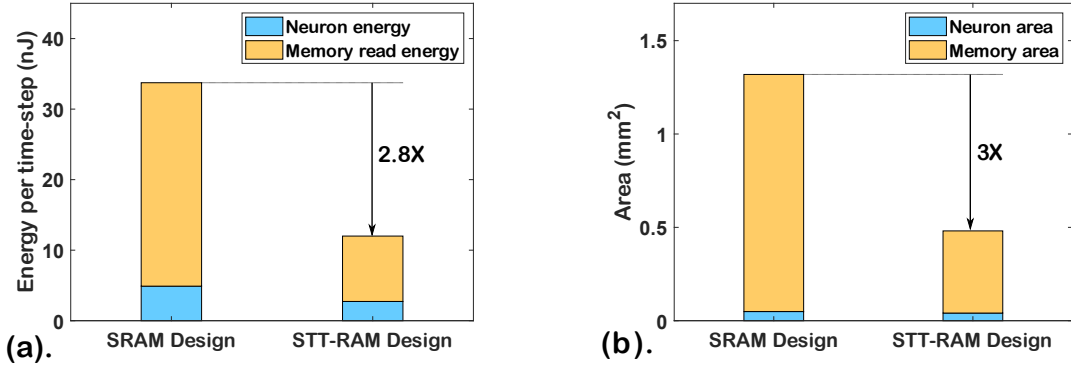 Energy per time-step (nJ)
40
30
20
10
0
Neuron energy
Memory read energy
2.8X
SRAM Design
STT-RAM Design
(a).
Area (mm²)
1.5
1
0.5
0
Neuron area
Memory area
3X
SRAM Design
STT-RAM Design
(b).